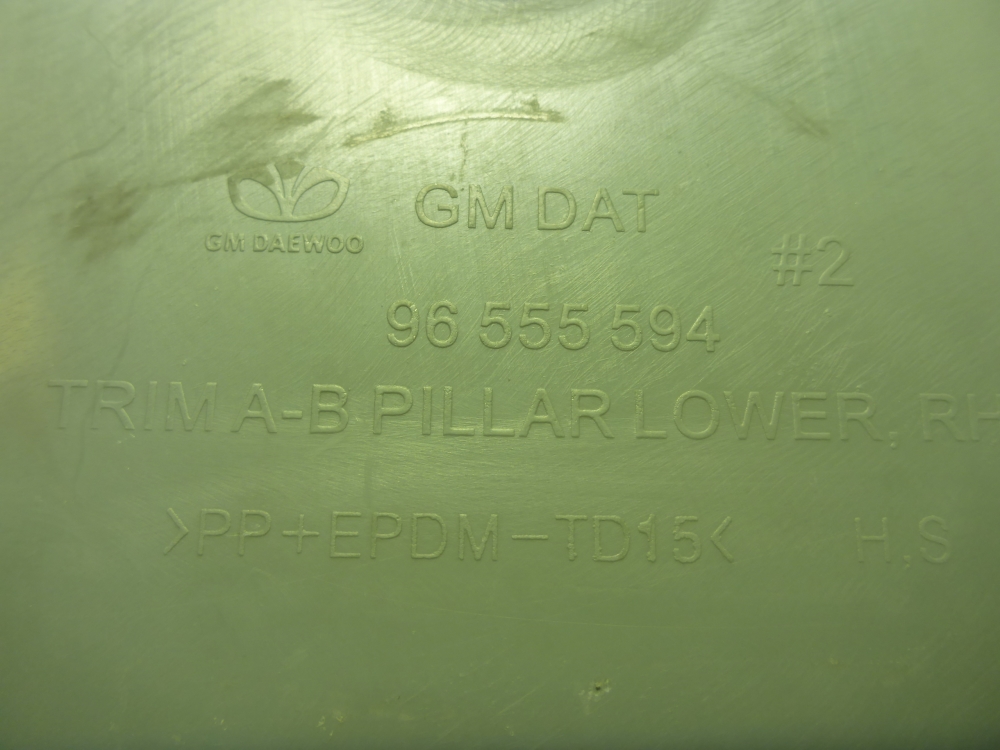 GM DAEWOO
GM DAT
#2
96 555 594
TRIM A-B PILLAR LOWER, RH
>PP+EPDM-TD15< H.S